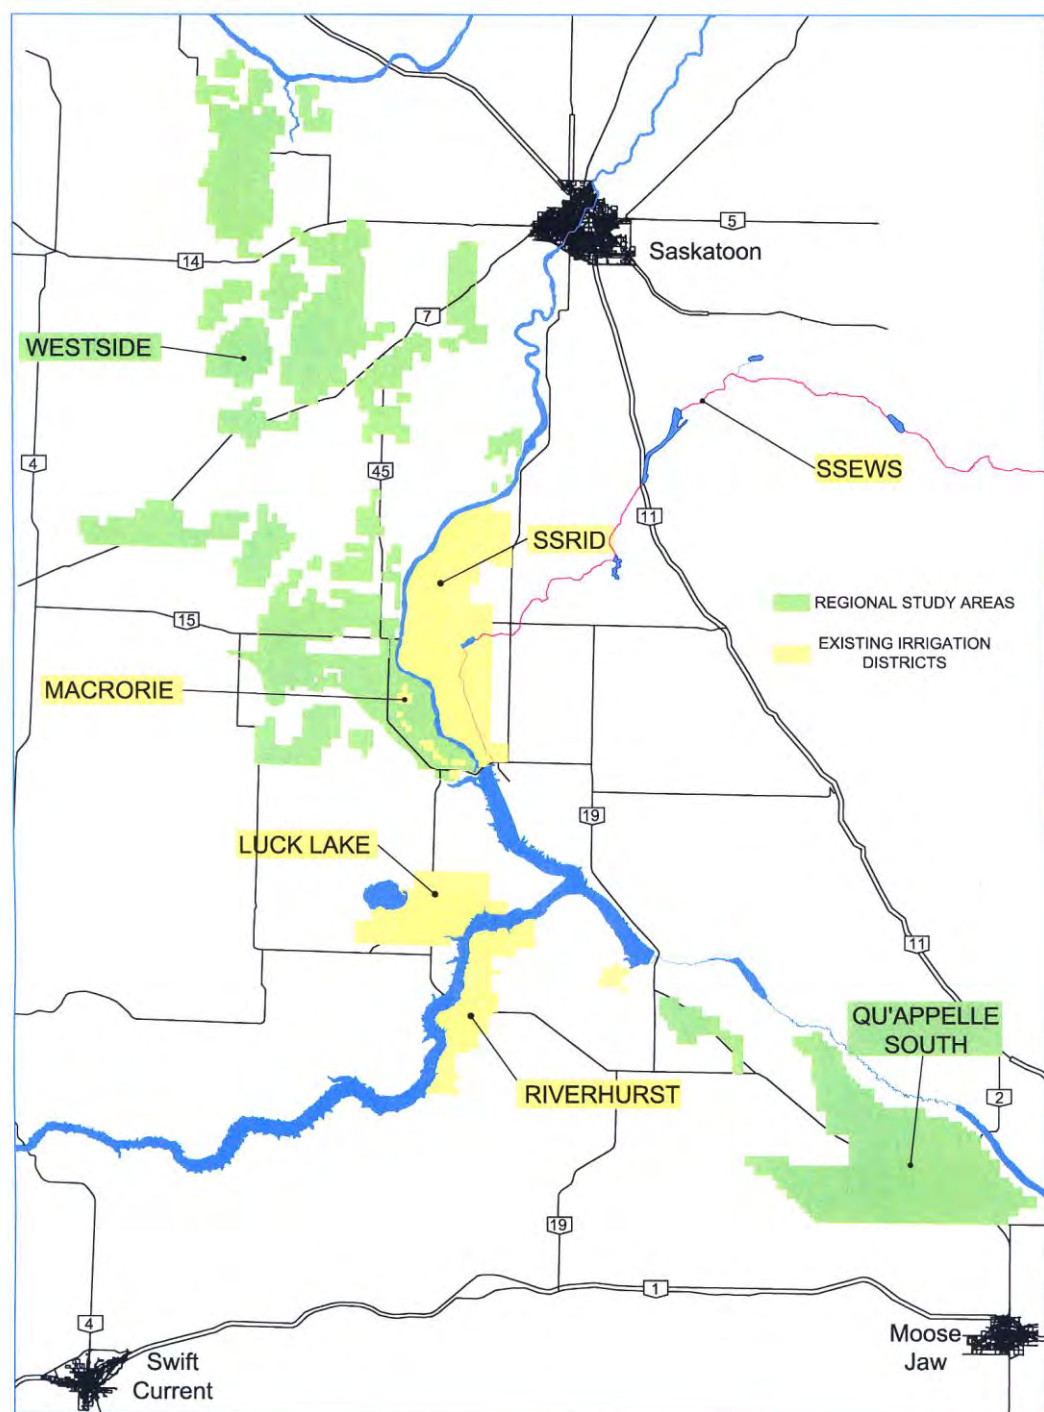 5
Saskatoon
14
7
WESTSIDE
4
45
SSEWS
11
SSRID
REGIONAL STUDY AREAS
15
EXISTING IRRIGATION
DISTRICTS
MACRORIE
19
LUCK LAKE
11
QU'APPELLE
SOUTH
RIVERHURST
2
19
1
4
Moose
Jaw
Swift
Current